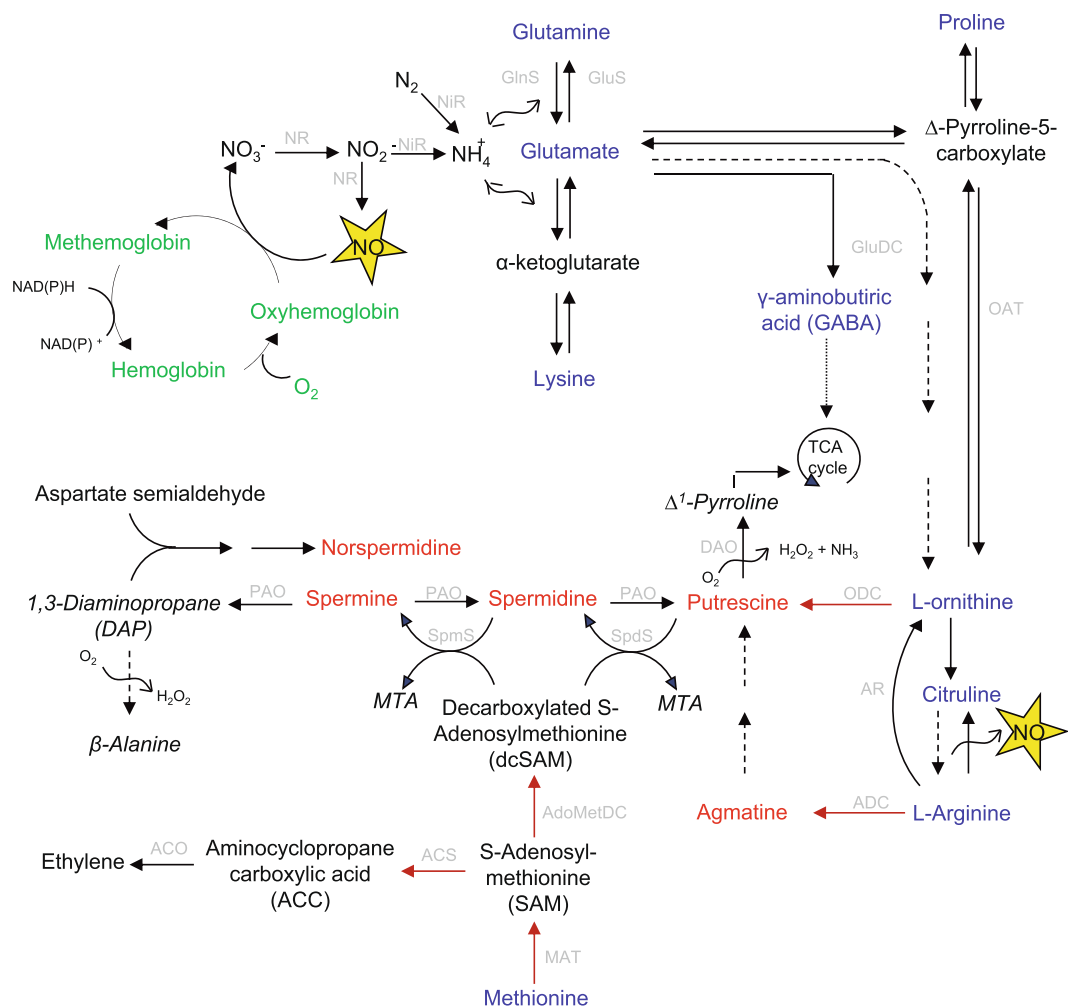 Glutamine
Proline
N2
GlnS
GluS
NiR
NO3-
NR
NO2-
NiR
NH4+
Glutamate
Δ-Pyrroline-5-
carboxylate
NR
NO
Methemoglobin
GluDC
α-ketoglutarate
NAD(P)H
γ-aminobutiric
acid (GABA)
OAT
Oxyhemoglobin
NAD(P)+
Hemoglobin
O2
Lysine
TCA
cycle
Aspartate semialdehyde
Δ1-Pyrroline
Norspermidine
DAO
H2O2 + NH3
O2
PAO
PAO
PAO
ODC
1,3-Diaminopropane
(DAP)
Spermine
Spermidine
Putrescine
L-ornithine
SpmS
SpdS
O2
H2O2
AR
MTA
MTA
Citruline
Decarboxylated S-
Adenosylmethionine
(dcSAM)
NO
β-Alanine
AdoMetDC
Agmatine
ADC
L-Arginine
Ethylene
ACO
Aminocyclopropane
carboxylic acid
(ACC)
ACS
S-Adenosyl-
methionine
(SAM)
MAT
Methionine